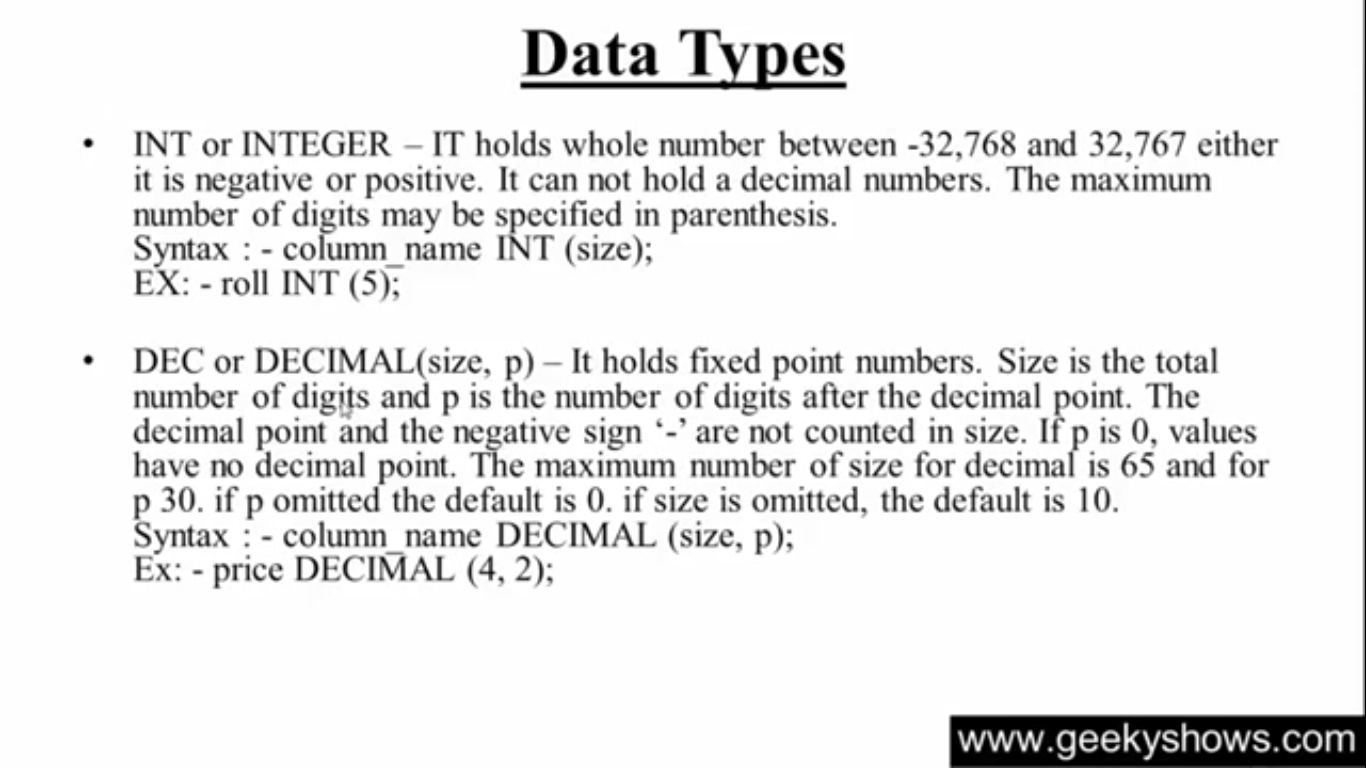 Data Types
• INT or INTEGER – IT holds whole number between -32,768 and 32,767 either
it is negative or positive. It can not hold a decimal numbers. The maximum
number of digits may be specified in parenthesis.
Syntax : - column_name INT (size);
EX: - roll INT (5);
• DEC or DECIMAL(size, p) – It holds fixed point numbers. Size is the total
number of digits and p is the number of digits after the decimal point. The
decimal point and the negative sign ‘-’ are not counted in size. If p is 0, values
have no decimal point. The maximum number of size for decimal is 65 and for
p 30. if p omitted the default is 0. if size is omitted, the default is 10.
Syntax : - column_name DECIMAL (size, p);
Ex: - price DECIMAL (4, 2);
www.geekyshows.com